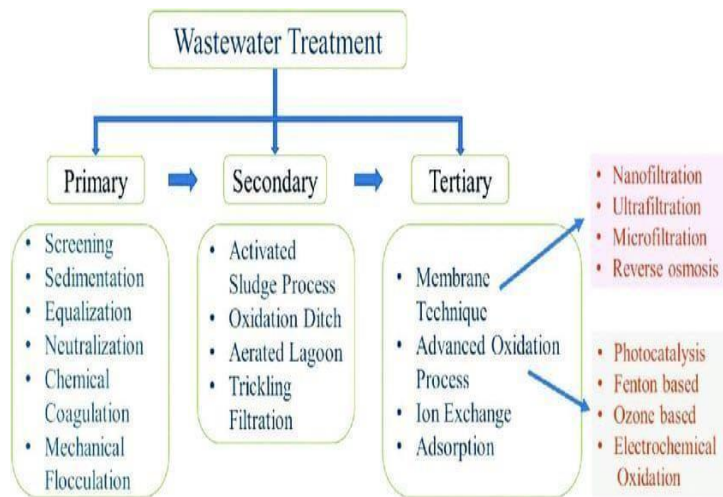 Wastewater Treatment
Primary
Secondary
Tertiary
• Screening
• Sedimentation
• Equalization
• Neutralization
• Chemical
Coagulation
• Mechanical
Flocculation
• Activated
Sludge Process
• Oxidation Ditch
• Aerated Lagoon
• Trickling
Filtration
• Membrane
Technique
• Advanced Oxidation
Process
• Ion Exchange
• Adsorption
• Nanofiltration
• Ultrafiltration
• Microfiltration
• Reverse osmosis
• Photocatalysis
• Fenton based
• Ozone based
• Electrochemical
Oxidation